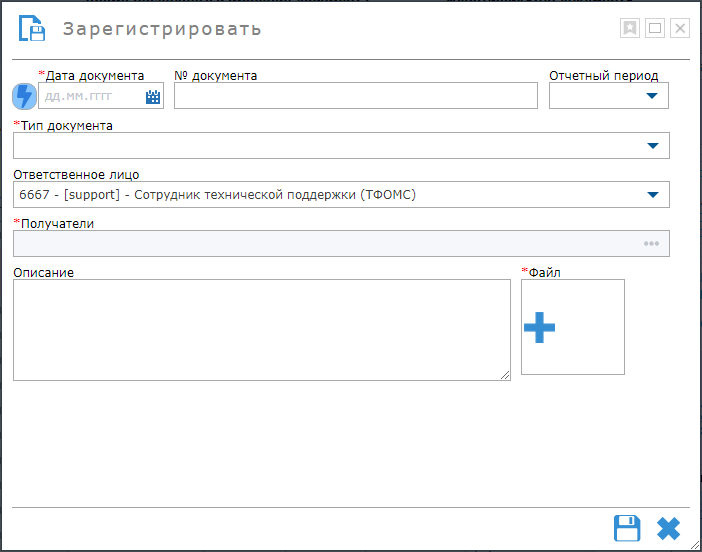 Зарегистрировать
*Дата документа
№ документа
Отчетный период
дд.мм.гггг
*Тип документа
Ответственное лицо
6667 - [support] - Сотрудник технической поддержки (ТФОМС)
*Получатели
Описание
*Файл